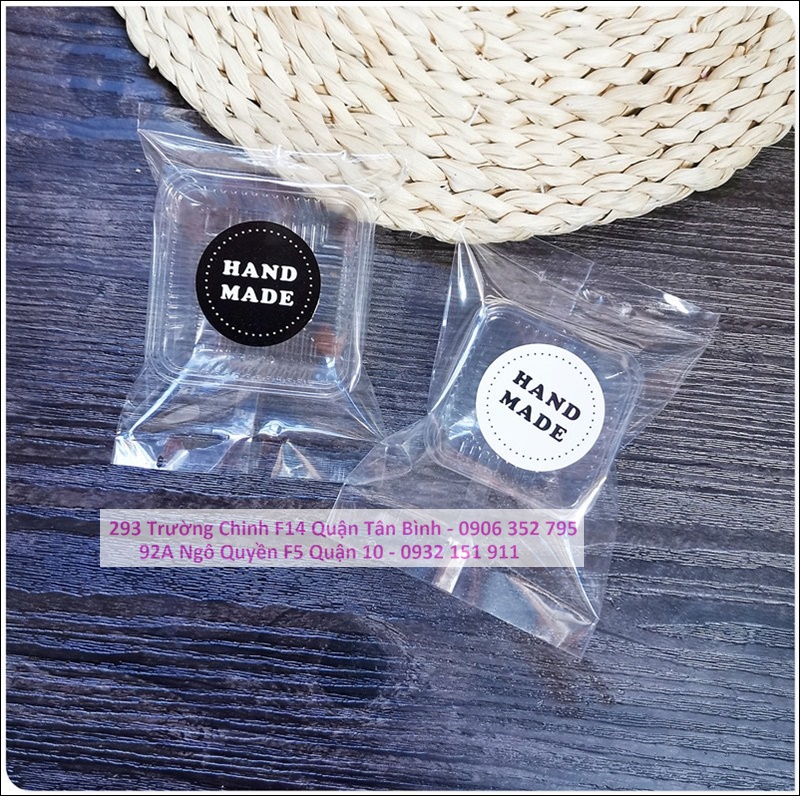 HAND
MADE
HAND
MADE
293 Trường Chinh F14 Quận Tân Bình - 0906 352 795
92A Ngô Quyền F5 Quận 10 - 0932 151 911